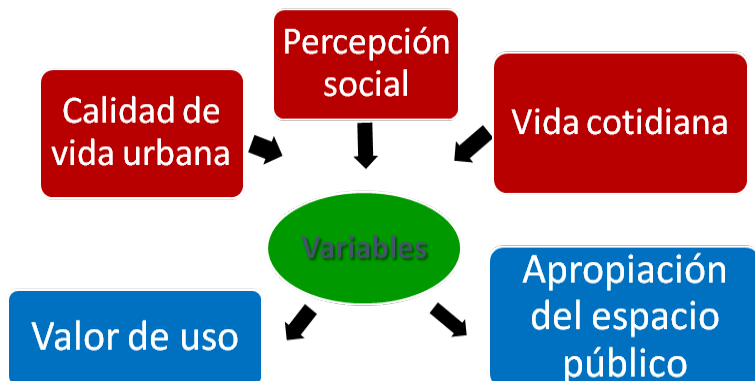 Percepción
social
Calidad de
vida urbana
Vida cotidiana
Variables
Valor de uso
Apropiación
del espacio
público